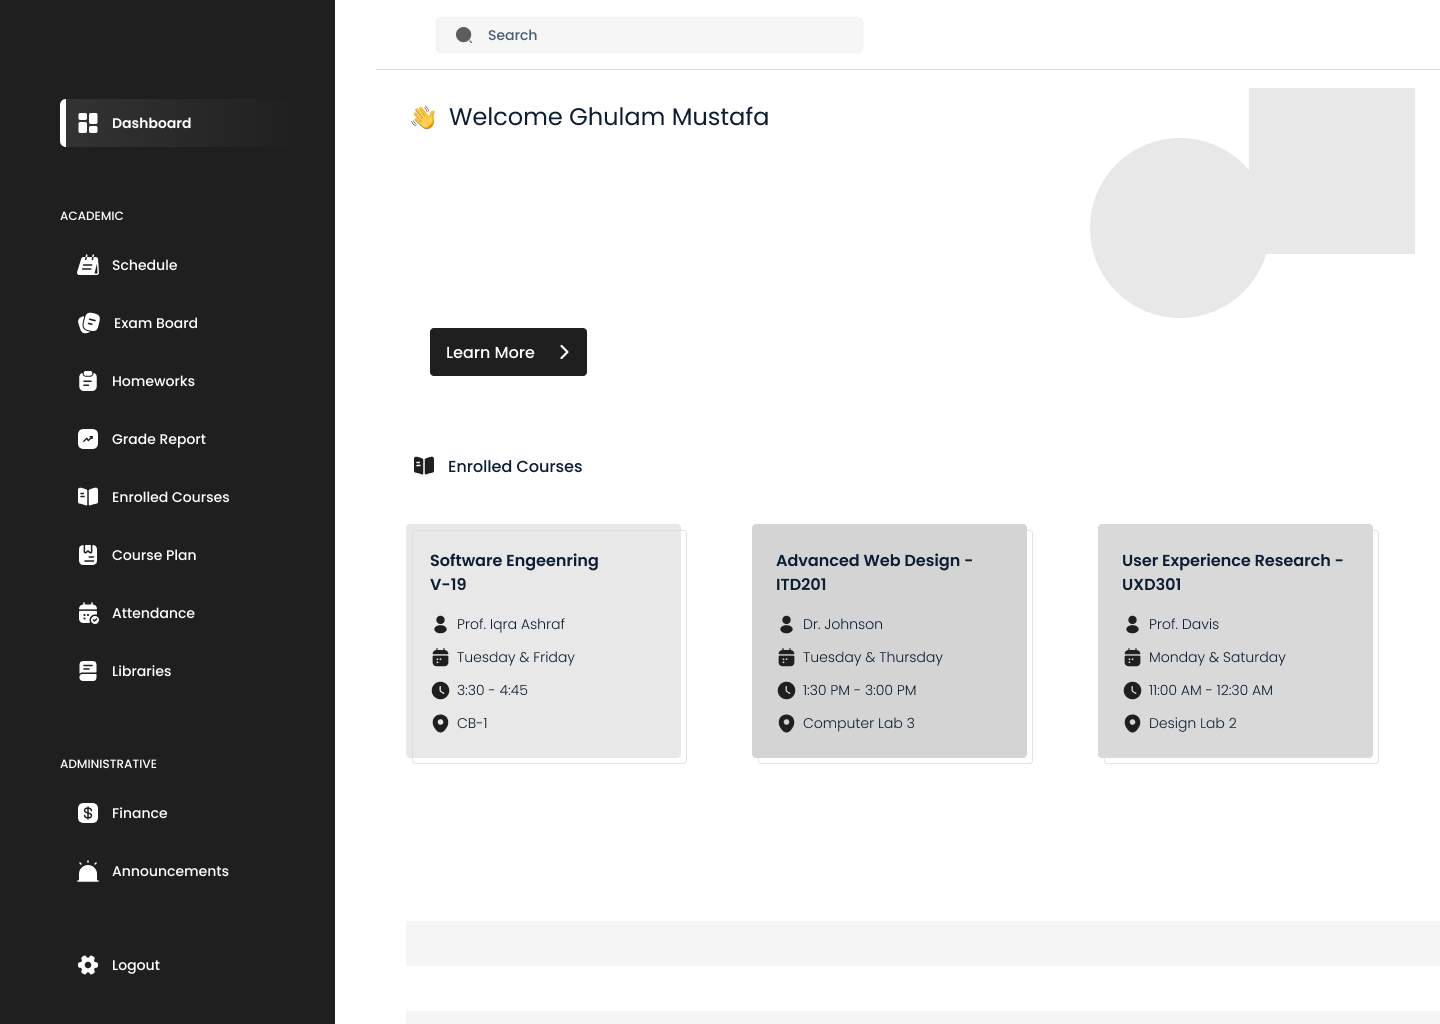 Search
Dashboard
Welcome Ghulam Mustafa
ACADEMIC
Schedule
Exam Board
Homeworks
Grade Report
Enrolled Courses
Course Plan
Attendance
Libraries
ADMINISTRATIVE
Finance
Announcements
Logout
Learn More
Enrolled Courses
Software Engeenring
V-19
Prof. Iqra Ashraf
Tuesday & Friday
3:30 - 4:45
CB-1
Advanced Web Design -
ITD201
Dr. Johnson
Tuesday & Thursday
1:30 PM - 3:00 PM
Computer Lab 3
User Experience Research -
UXD301
Prof. Davis
Monday & Saturday
11:00 AM - 12:30 AM
Design Lab 2